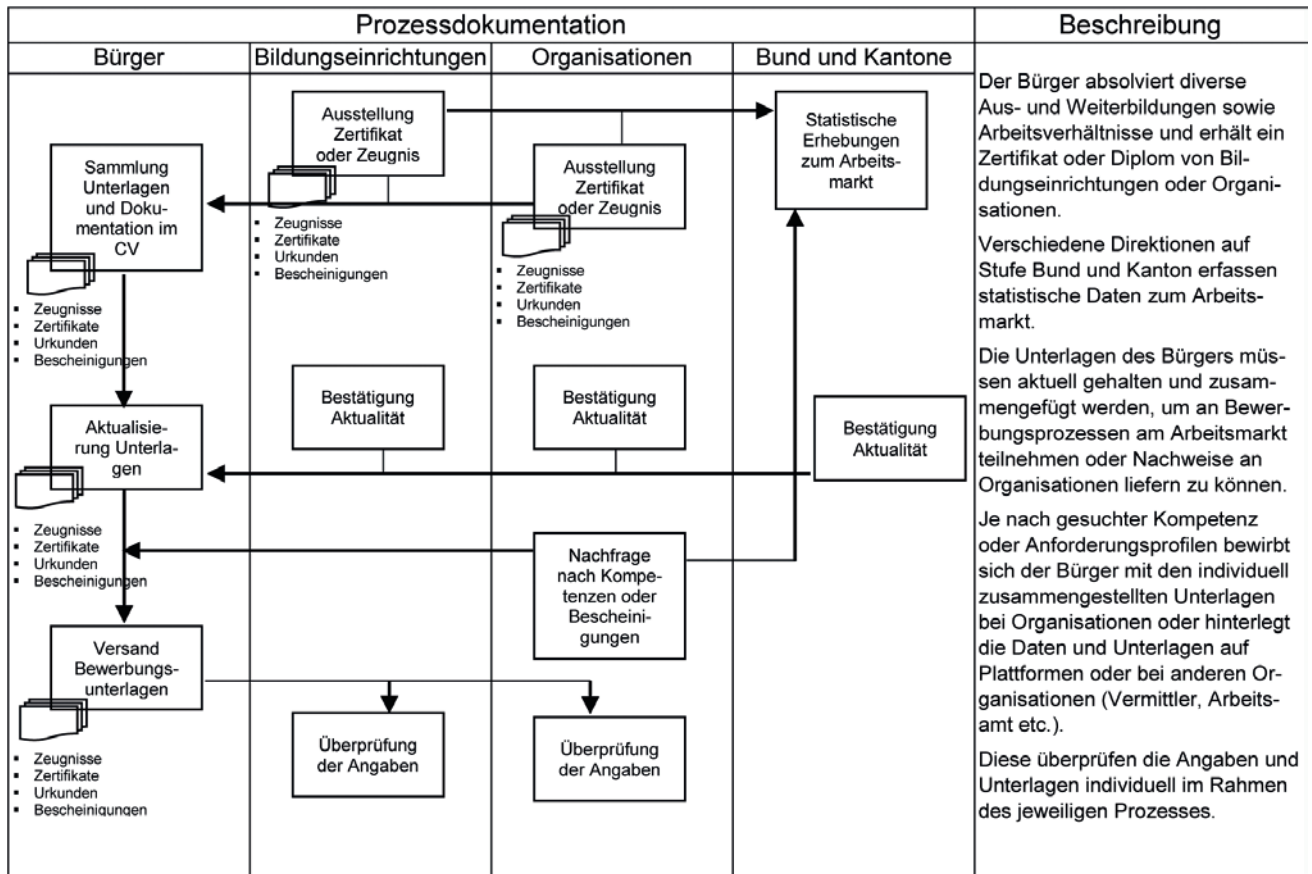 Prozessdokumentation
Beschreibung
Bürger
Bildungseinrichtungen
Organisationen
Bund und Kantone
Ausstellung
Zertifikat
oder Zeugnis
▪ Zeugnisse
▪ Zertifikate
▪ Urkunden
▪ Bescheinigungen
Ausstellung
Zertifikat
oder Zeugnis
▪ Zeugnisse
▪ Zertifikate
▪ Urkunden
▪ Bescheinigungen
Statistische
Erhebungen
zum Arbeits-
markt
Sammlung
Unterlagen
und Doku-
mentation im
CV
▪ Zeugnisse
▪ Zertifikate
▪ Urkunden
▪ Bescheinigungen
Bestätigung
Aktualität
Bestätigung
Aktualität
Bestätigung
Aktualität
Aktualisie-
rung Unterla-
gen
▪ Zeugnisse
▪ Zertifikate
▪ Urkunden
▪ Bescheinigungen
Nachfrage
nach Kompe-
tenzen oder
Bescheini-
gungen
Versand
Bewerbungs-
unterlagen
▪ Zeugnisse
▪ Zertifikate
▪ Urkunden
▪ Bescheinigungen
Überprüfung
der Angaben
Überprüfung
der Angaben
Der Bürger absolviert diverse
Aus- und Weiterbildungen sowie
Arbeitsverhältnisse und erhält ein
Zertifikat oder Diplom von Bil-
dungseinrichtungen oder Organi-
sationen.
Verschiedene Direktionen auf
Stufe Bund und Kanton erfassen
statistische Daten zum Arbeits-
markt.
Die Unterlagen des Bürgers müs-
sen aktuell gehalten und zusam-
mengefügt werden, um an Bewer-
bungsprozessen am Arbeitsmarkt
teilnehmen oder Nachweise an
Organisationen liefern zu können.
Je nach gesuchter Kompetenz
oder Anforderungsprofilen bewirbt
sich der Bürger mit den individuell
zusammengestellten Unterlagen
bei Organisationen oder hinterlegt
die Daten und Unterlagen auf
Plattformen oder bei anderen Or-
ganisationen (Vermittler, Arbeits-
amt etc.).
Diese überprüfen die Angaben und
Unterlagen individuell im Rahmen
des jeweiligen Prozesses.